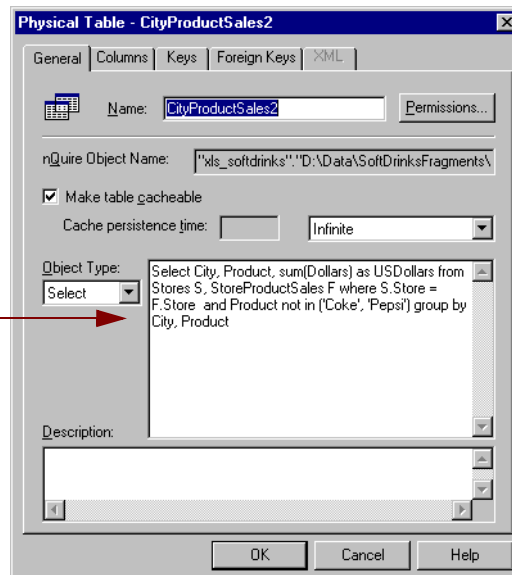 Physical Table - CityProductSales2
General Columns Keys Foreign Keys XML
Name: CityProductSales2 Permissions...
nQuire Object Name: "xls_softdrinks"."D:\Data\SoftDrinksFragments\
Make table cacheable
Cache persistence time: Infinite
Object Type:
Select
Select City, Product, sum(Dollars) as USDollars from
Stores S, StoreProductSales F where S.Store =
F.Store and Product not in ('Coke', 'Pepsi') group by
City, Product
Description:
OK Cancel Help